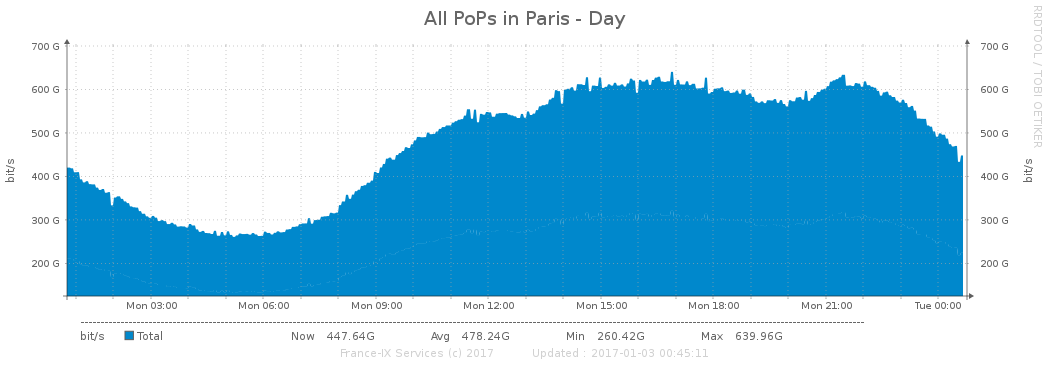 All PoPs in Paris - Day
RRDTOOL / TOBI OETIKER
700 G 700 G
600 G 600 G
500 G 500 G
400 G 400 G
300 G 300 G
200 G 200 G
bit/s bit/s
Mon 03:00 Mon 06:00 Mon 09:00 Mon 12:00 Mon 15:00 Mon 18:00 Mon 21:00 Tue 00:00
bit/s Total Now 447.64G Avg 478.24G Min 260.42G Max 639.96G
France-IX Services (c) 2017 Updated : 2017-01-03 00:45:11